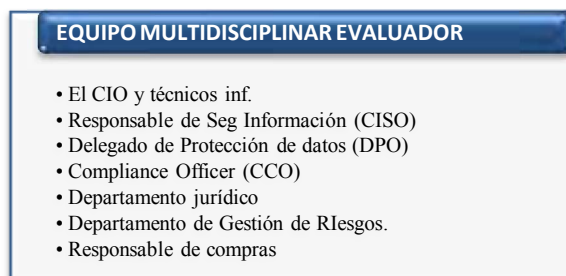 EQUIPO MULTIDISCIPLINAR EVALUADOR
• El CIO y técnicos inf.
• Responsable de Seg Información (CISO)
• Delegado de Protección de datos (DPO)
• Compliance Officer (CCO)
• Departamento jurídico
• Departamento de Gestión de RIesgos.
• Responsable de compras